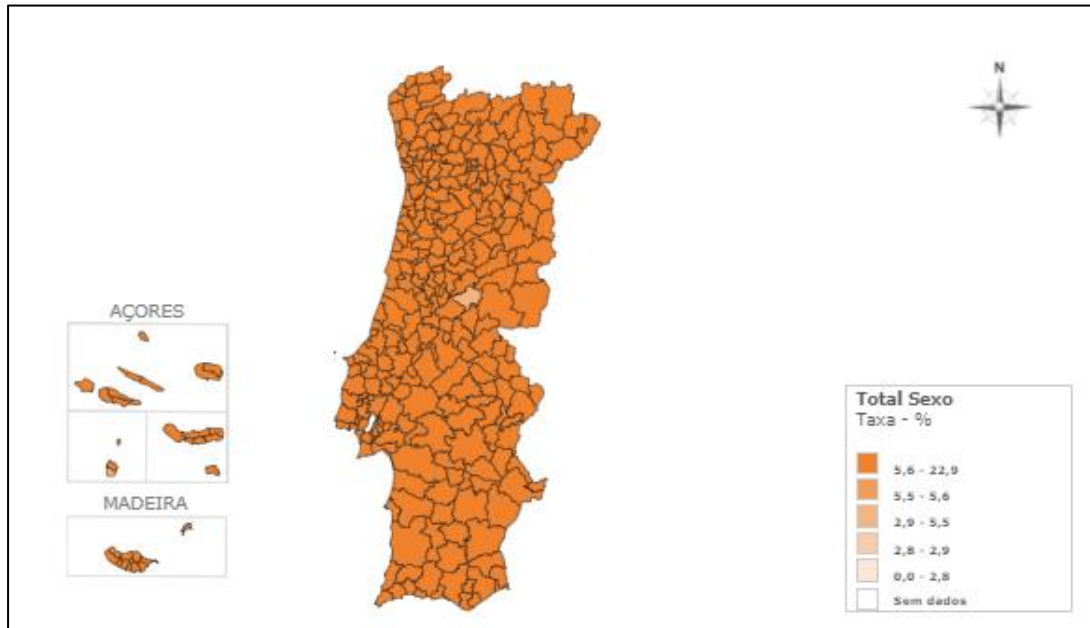 N
AÇORES
MADEIRA
Total Sexo
Taxa - %
5,6 - 22,9
5,5 - 5,6
2,9 - 5,5
2,8 - 2,9
0,0 - 2,8
Sem dados